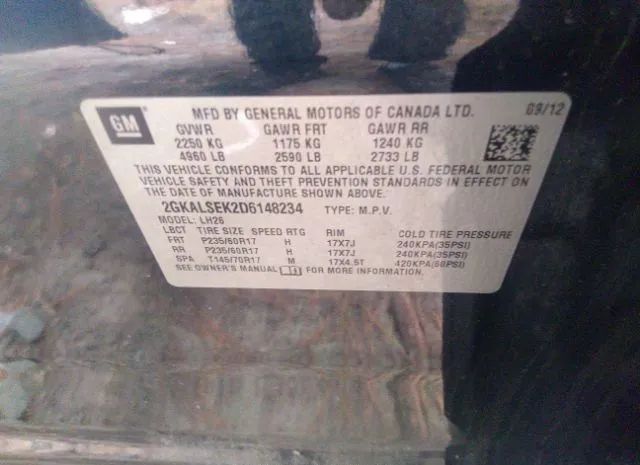 GM
MFD BY GENERAL MOTORS OF CANADA LTD. 09/12
GVWR GAWR FRT GAWR RR
2250 KG 1175 KG 1240 KG
4960 LB 2590 LB 2733 LB
THIS VEHICLE CONFORMS TO ALL APPLICABLE U.S. FEDERAL MOTOR
VEHICLE SAFETY AND THEFT PREVENTION STANDARDS IN EFFECT ON
THE DATE OF MANUFACTURE SHOWN ABOVE.
2GKALSEK2D6148234 TYPE: M.P.V.
MODEL: LH26
LBCT TIRE SIZE SPEED RTG RIM COLD TIRE PRESSURE
FRT P235/60R17 H 17X7J 240KPA(35PSI)
RR P235/60R17 H 17X7J 240KPA(35PSI)
SPA T145/70R17 M 17X4.5T 420KPA(60PSI)
SEE OWNER'S MANUAL FOR MORE INFORMATION.